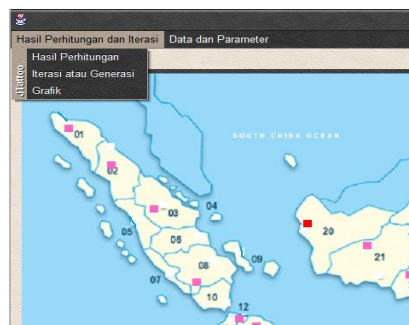 Hasil Perhitungan dan Iterasi Data dan Parameter
Hasil Perhitungan
Iterasi atau Generasi
Grafik
JTattoo
SOUTH CHINA OCEAN
01
02
03
04
05
06
07
08
09
10
12
20
21